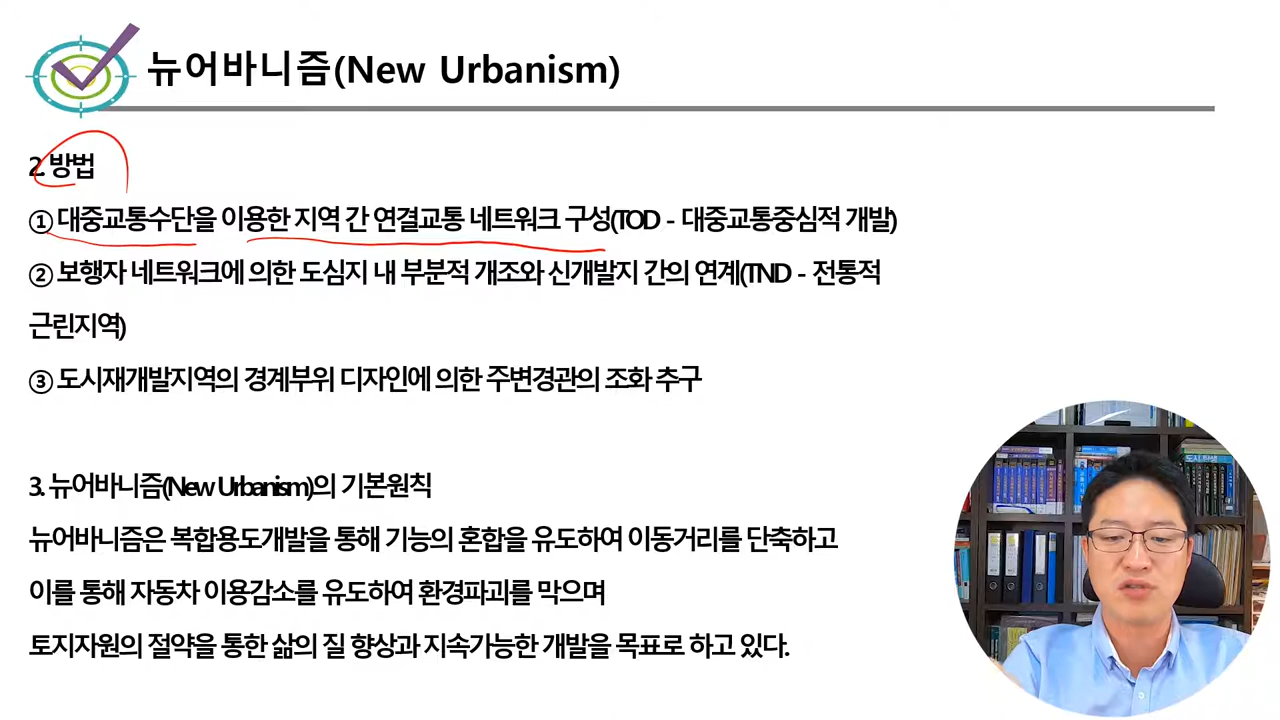 뉴어바니즘(New Urbanism)
2. 방법
① 대중교통수단을 이용한 지역 간 연결교통 네트워크 구성(TOD - 대중교통중심적 개발)
② 보행자 네트워크에 의한 도심지 내 부분적 개조와 신개발지 간의 연계(TND - 전통적
근린지역)
③ 도시재개발지역의 경계부위 디자인에 의한 주변경관의 조화 추구
3. 뉴어바니즘(New Urbanism)의 기본원칙
뉴어바니즘은 복합용도개발을 통해 기능의 혼합을 유도하여 이동거리를 단축하고
이를 통해 자동차 이용감소를 유도하여 환경파괴를 막으며
토지자원의 절약을 통한 삶의 질 향상과 지속가능한 개발을 목표로 하고 있다.